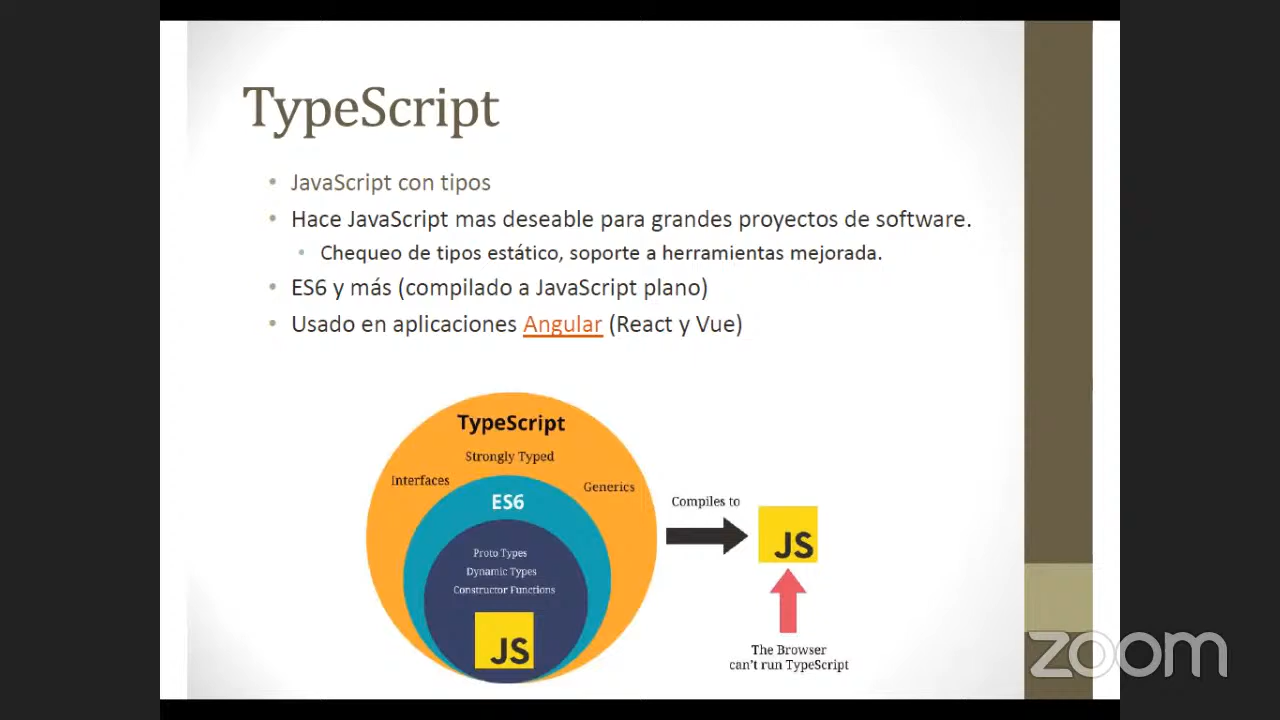 TypeScript
JavaScript con tipos
Hace JavaScript mas deseable para grandes proyectos de software.
Chequeo de tipos estático, soporte a herramientas mejorada.
ES6 y más (compilado a JavaScript plano)
Usado en aplicaciones Angular (React y Vue)
TypeScript
Strongly Typed
Interfaces
Generics
ES6
Proto Types
Dynamic Types
Constructor Functions
JS
Compiles to
JS
The Browser
can't run TypeScript
zoom